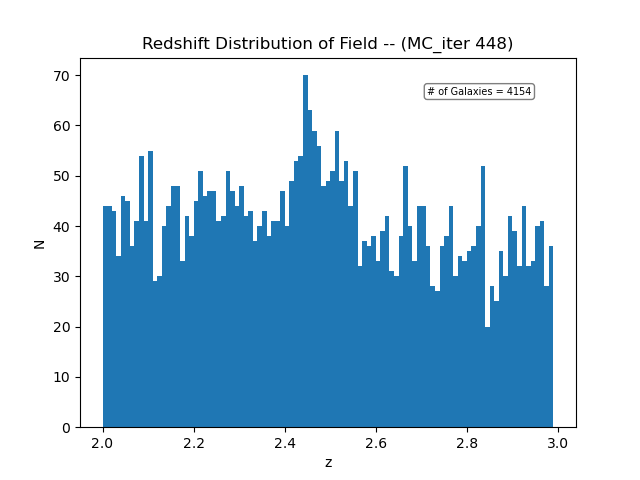 Redshift Distribution of Field -- (MC_iter 448)
# of Galaxies = 4154
N
70
60
50
40
30
20
10
0
2.0 2.2 2.4 2.6 2.8 3.0
z